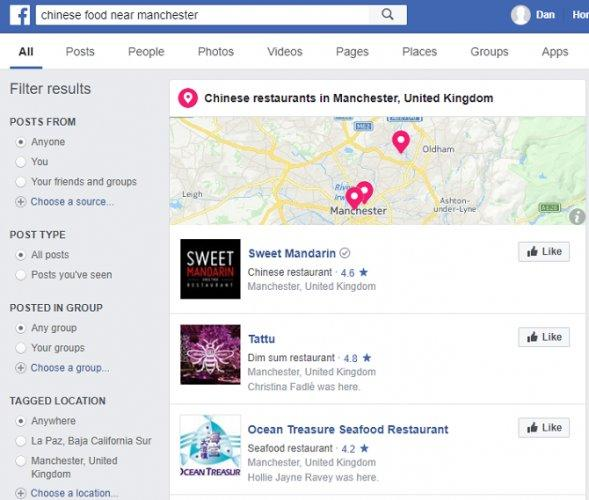 chinese food near manchester
Dan
All Posts People Photos Videos Pages Places Groups Apps
Filter results
POSTS FROM
Anyone
You
Your friends and groups
Choose a source...
POST TYPE
All posts
Posts you've seen
POSTED IN GROUP
Any group
Your groups
Choose a group...
TAGGED LOCATION
Anywhere
La Paz, Baja California Sur
Manchester, United
Kingdom
Choose a location...
Chinese restaurants in Manchester, United Kingdom
Oldham
Leigh
Manchester
Ashton-
under-Lyne
SWEET
MANDARIN
RESTAURANT
Sweet Mandarin
Chinese restaurant · 4.6 ★
Manchester, United Kingdom
Like
Tattu
Dim sum restaurant · 4.8 ★
Manchester, United Kingdom
Christina Fadlè was here.
Like
OCEAN TREASUR
Ocean Treasure Seafood Restaurant
Seafood restaurant · 4.2 ★
Manchester, United Kingdom
Hollie Jayne Ravey was here.
Like